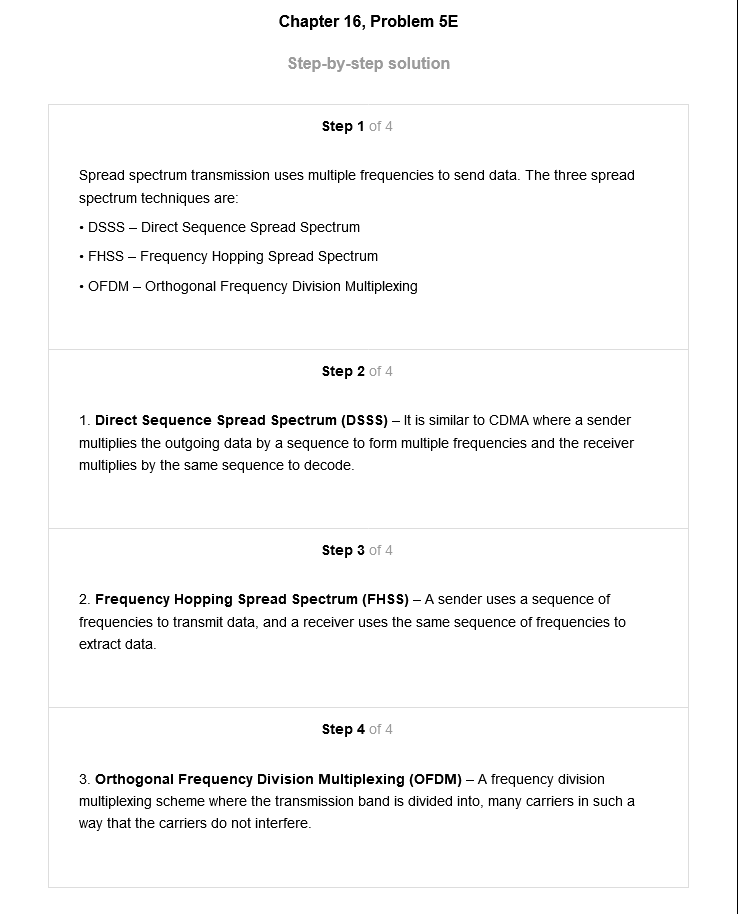 Chapter 16, Problem 5E
Step-by-step solution
Step 1 of 4
Spread spectrum transmission uses multiple frequencies to send data. The three spread
spectrum techniques are:
• DSSS – Direct Sequence Spread Spectrum
• FHSS – Frequency Hopping Spread Spectrum
• OFDM – Orthogonal Frequency Division Multiplexing
Step 2 of 4
1. Direct Sequence Spread Spectrum (DSSS) – It is similar to CDMA where a sender
multiplies the outgoing data by a sequence to form multiple frequencies and the receiver
multiplies by the same sequence to decode.
Step 3 of 4
2. Frequency Hopping Spread Spectrum (FHSS) – A sender uses a sequence of
frequencies to transmit data, and a receiver uses the same sequence of frequencies to
extract data.
Step 4 of 4
3. Orthogonal Frequency Division Multiplexing (OFDM) – A frequency division
multiplexing scheme where the transmission band is divided into, many carriers in such a
way that the carriers do not interfere.